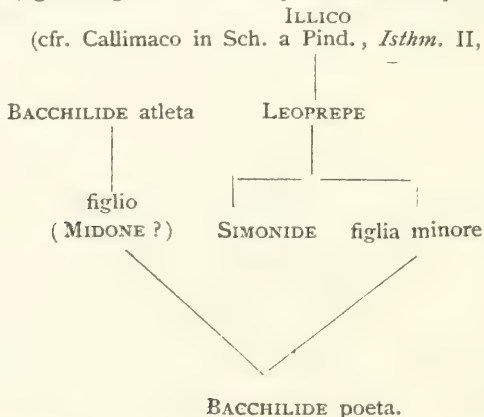 ILLICO
(cfr. Callimaco in Sch. a Pind., Isthm. II,
BACCHILIDE atleta LEOPREPE
figlio
(MIDONE ?) SIMONIDE figlia minore
BACCHILIDE poeta.